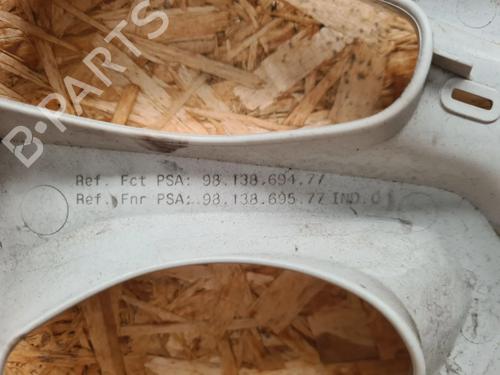 B-PARTS
Ref. Fct PSA: 98.138.694.77
Ref. Fnr PSA: 98.138.695.77 IND.